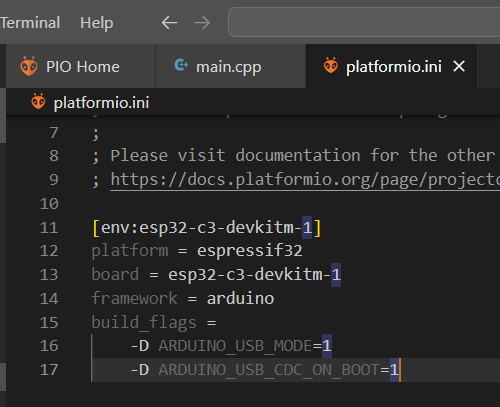 Terminal Help
PIO Home main.cpp platformio.ini
platformio.ini
7 ;
8 ; Please visit documentation for the other
9 ; https://docs.platformio.org/page/projectc
10
11 [env:esp32-c3-devkitm-1]
12 platform = espressif32
13 board = esp32-c3-devkitm-1
14 framework = arduino
15 build_flags =
16 -D ARDUINO_USB_MODE=1
17 -D ARDUINO_USB_CDC_ON_BOOT=1